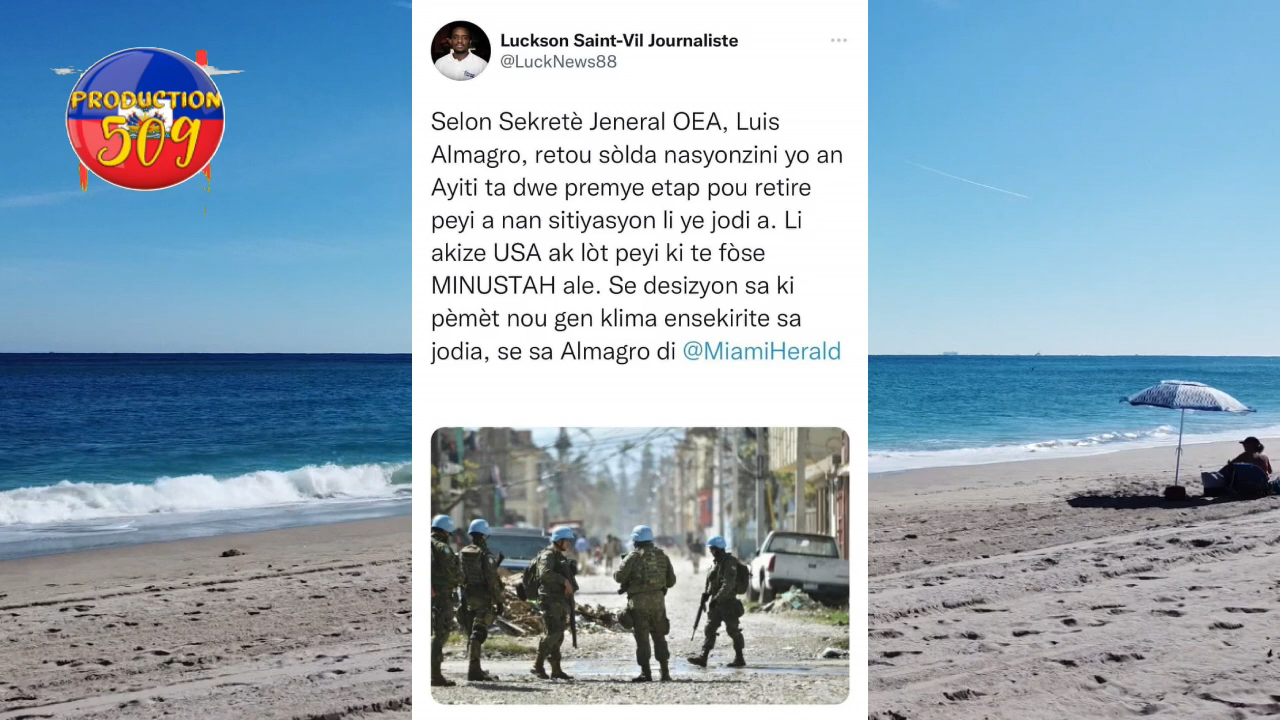 PRODUCTION
509
Luckson Saint-Vil Journaliste
@LuckNews88
Selon Sekretè Jeneral OEA, Luis
Almagro, retou sòlda nasyonzini yo an
Ayiti ta dwe premye etap pou retire
peyi a nan sitiyasyon li ye jodi a. Li
akize USA ak lòt peyi ki te fòse
MINUSTAH ale. Se desizyon sa ki
pèmèt nou gen klima ensekirite sa
jodia, se sa Almagro di @MiamiHerald